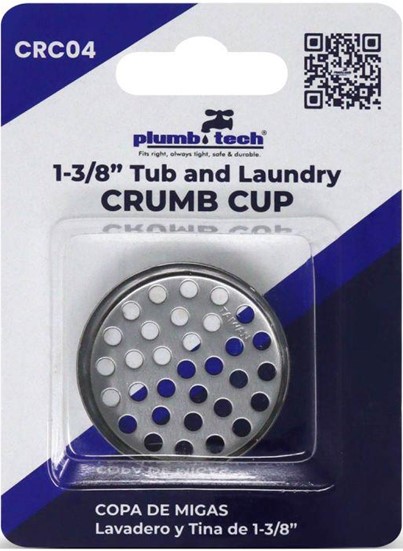 CRC04
plumb tech®
Fits right, always tight, safe & durable.
1-3/8” Tub and Laundry
CRUMB CUP
TAIWAN
COPA DE MIGAS
Lavadero y Tina de 1-3/8”